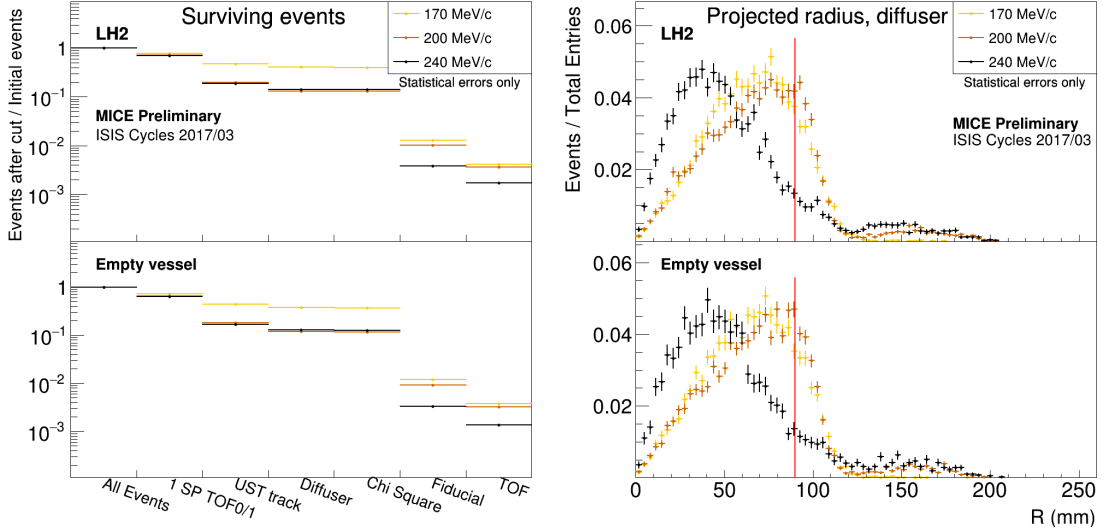 Surviving events
LH2
170 MeV/c
200 MeV/c
240 MeV/c
Statistical errors only
MICE Preliminary
ISIS Cycles 2017/03
Events after cut / Initial events
1
10⁻¹
10⁻²
10⁻³
Empty vessel
1
10⁻¹
10⁻²
10⁻³
All Events
1 SP TOF0/1
UST track
Diffuser
Chi Square
Fiducial
TOF
Projected radius, diffuser
LH2
170 MeV/c
200 MeV/c
240 MeV/c
Statistical errors only
MICE Preliminary
ISIS Cycles 2017/03
Events / Total Entries
0.06
0.04
0.02
Empty vessel
0.06
0.04
0.02
0 50 100 150 200 250
R (mm)